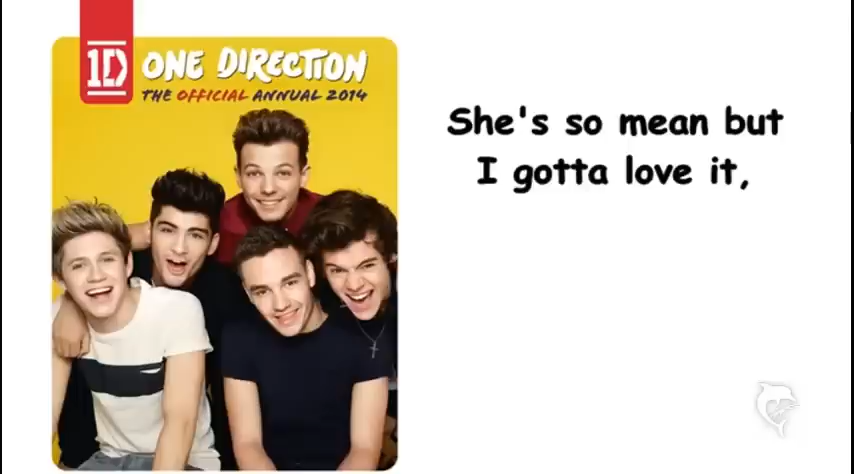 1D ONE DIRECTION
THE OFFICIAL ANNUAL 2014
She's so mean but
I gotta love it,